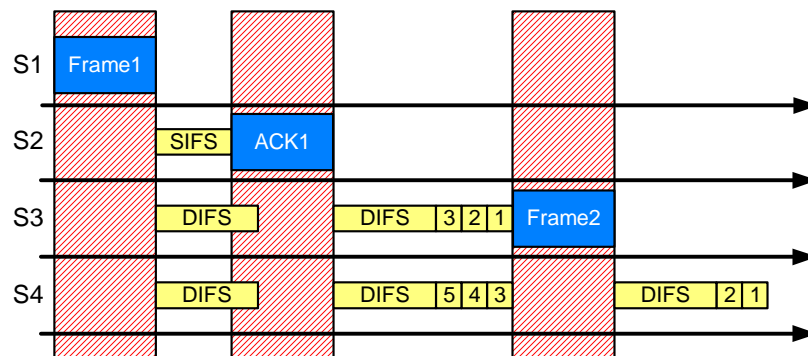 S1 Frame1
S2 SIFS ACK1
S3 DIFS DIFS 3 2 1 Frame2
S4 DIFS DIFS 5 4 3 DIFS 2 1